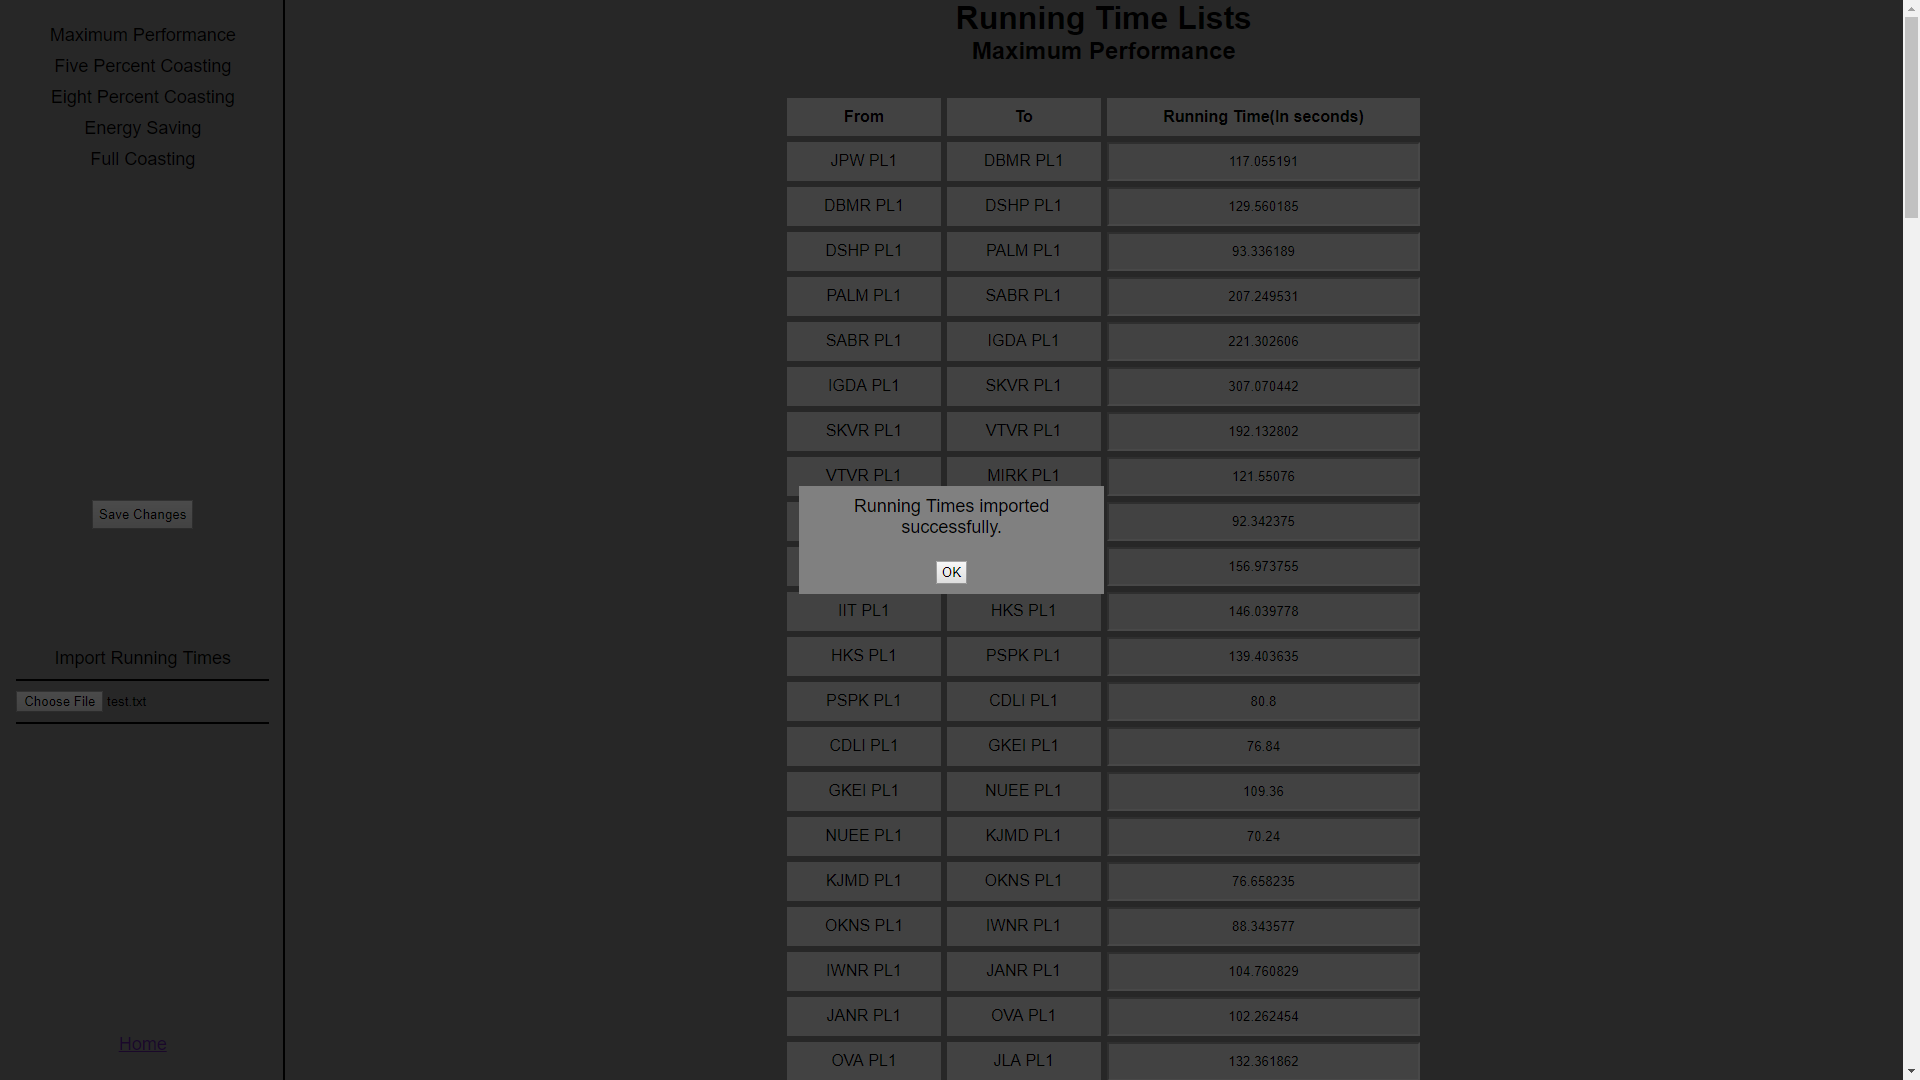 Maximum Performance
Five Percent Coasting
Eight Percent Coasting
Energy Saving
Full Coasting
Save Changes
Import Running Times
Choose File test.txt
Home
Running Time Lists
Maximum Performance
From To Running Time(In seconds)
JPW PL1 DBMR PL1 117.055191
DBMR PL1 DSHP PL1 129.560185
DSHP PL1 PALM PL1 93.336189
PALM PL1 SABR PL1 207.249531
SABR PL1 IGDA PL1 221.302606
IGDA PL1 SKVR PL1 307.070442
SKVR PL1 VTVR PL1 192.132802
VTVR PL1 MIRK PL1 121.55076
92.342375
156.973755
Running Times imported
successfully.
OK
IIT PL1 HKS PL1 146.039778
HKS PL1 PSPK PL1 139.403635
PSPK PL1 CDLI PL1 80.8
CDLI PL1 GKEI PL1 76.84
GKEI PL1 NUEE PL1 109.36
NUEE PL1 KJMD PL1 70.24
KJMD PL1 OKNS PL1 76.658235
OKNS PL1 IWNR PL1 88.343577
IWNR PL1 JANR PL1 104.760829
JANR PL1 OVA PL1 102.262454
OVA PL1 JLA PL1 132.361862